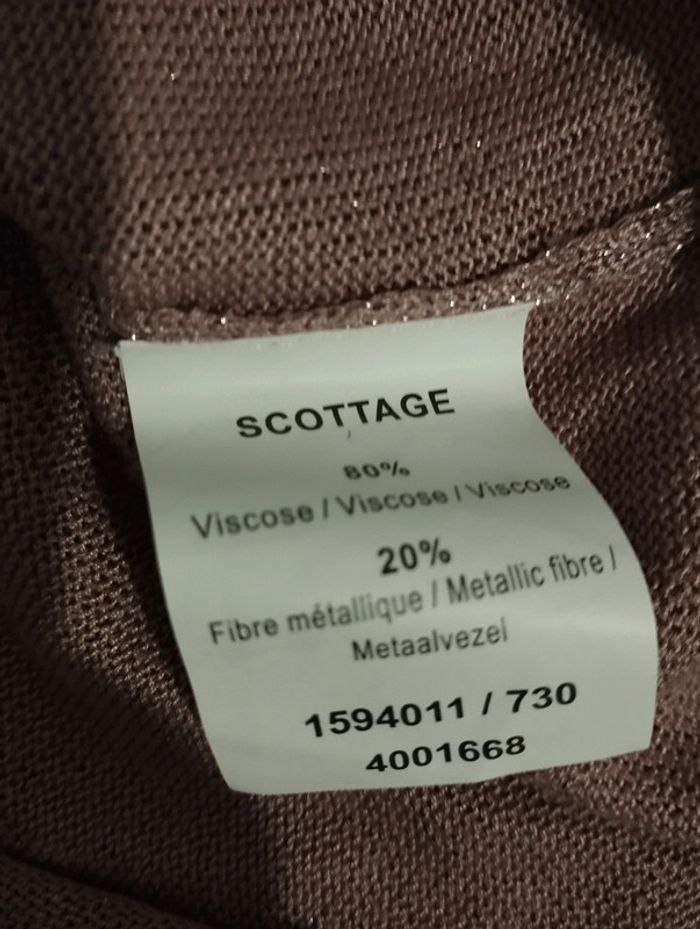 SCOTTAGE
80%
Viscose / Viscose / Viscose
20%
Fibre métallique / Metallic fibre /
Metaalvezel
1594011 / 730
4001668